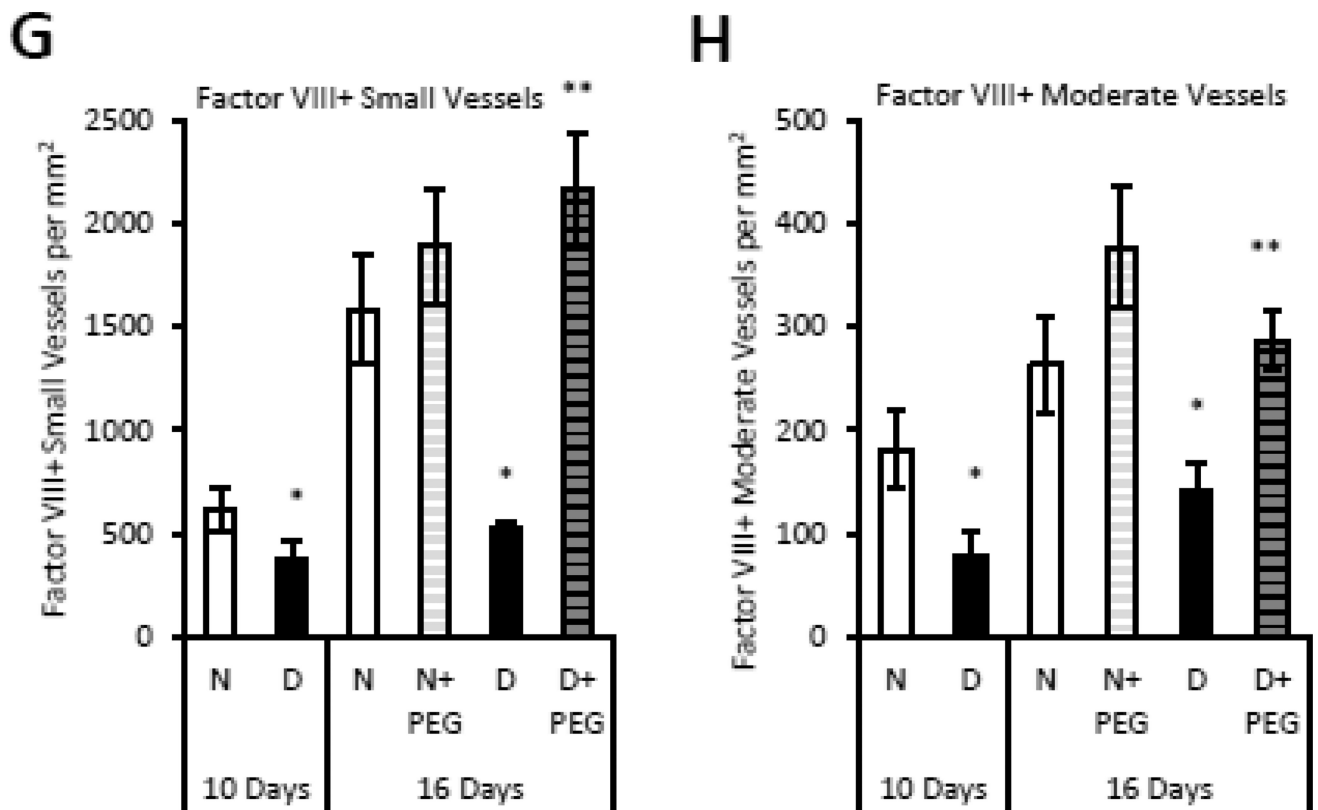 G
Factor VIII+ Small Vessels
**
Factor VIII+ Small Vessels per mm²
2500
2000
1500
1000
500
0
*
*
N D N N+ D D+
PEG PEG
10 Days 16 Days
H
Factor VIII+ Moderate Vessels
Factor VIII+ Moderate Vessels per mm²
500
400
300
200
100
0
**
*
*
N D N N+ D D+
PEG PEG
10 Days 16 Days